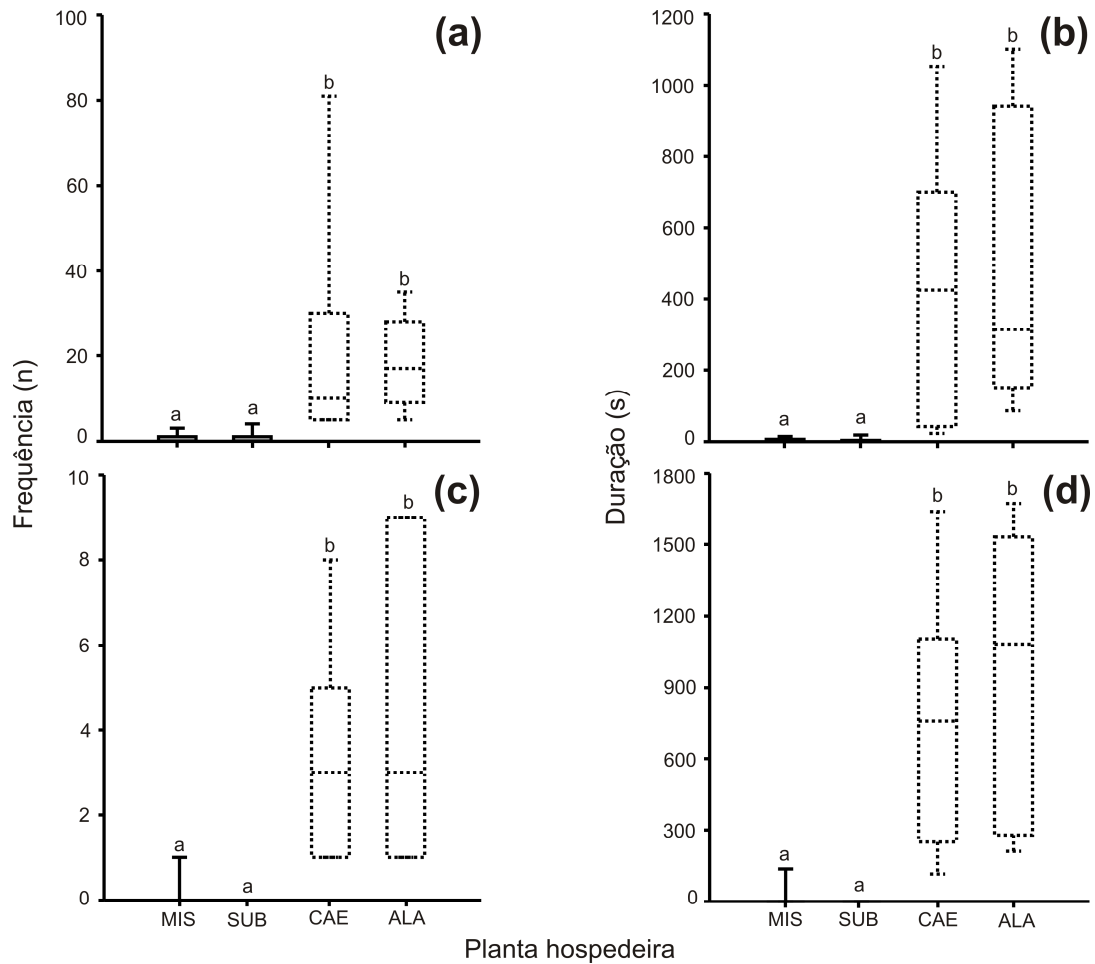 (a)
100
80
60
40
20
0
a
a
b
b
(b)
1200
1000
800
600
400
200
0
a
a
b
b
Frequência (n)
Duração (s)
(c)
10
8
6
4
2
0
a
a
b
b
MIS SUB CAE ALA
(d)
1800
1500
1200
900
600
300
0
a
a
b
b
MIS SUB CAE ALA
Planta hospedeira